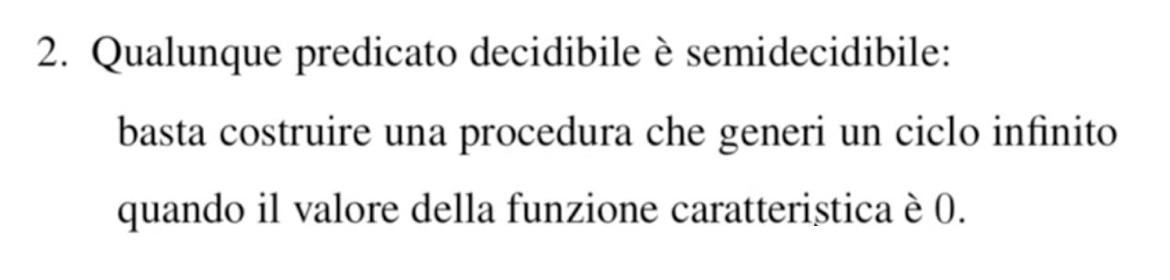 2. Qualunque predicato decidibile è semidecidibile:
basta costruire una procedura che generi un ciclo infinito
quando il valore della funzione caratteristica è 0.